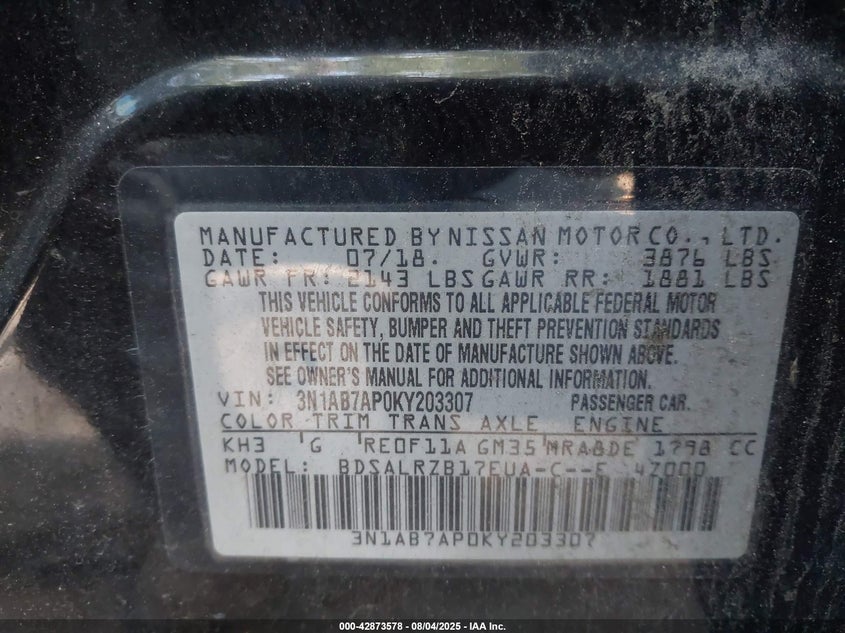 MANUFACTURED BY NISSAN MOTOR CO., LTD.
DATE: 07/18. GVWR: 3876 LBS
GAWR FR: 2143 LBS GAWR RR: 1881 LBS
THIS VEHICLE CONFORMS TO ALL APPLICABLE FEDERAL MOTOR
VEHICLE SAFETY, BUMPER AND THEFT PREVENTION STANDARDS
IN EFFECT ON THE DATE OF MANUFACTURE SHOWN ABOVE.
SEE OWNER'S MANUAL FOR ADDITIONAL INFORMATION.
VIN: 3N1AB7AP0KY203307 PASSENGER CAR.
COLOR TRIM TRANS AXLE ENGINE
KH3 G RE0F11A GM35 MRA8DE 1798 CC
MODEL: BDSALRZB17EUA-C--E 4Z000
3N1AB7AP0KY203307
000-42873578 - 08/04/2025 - IAA Inc.